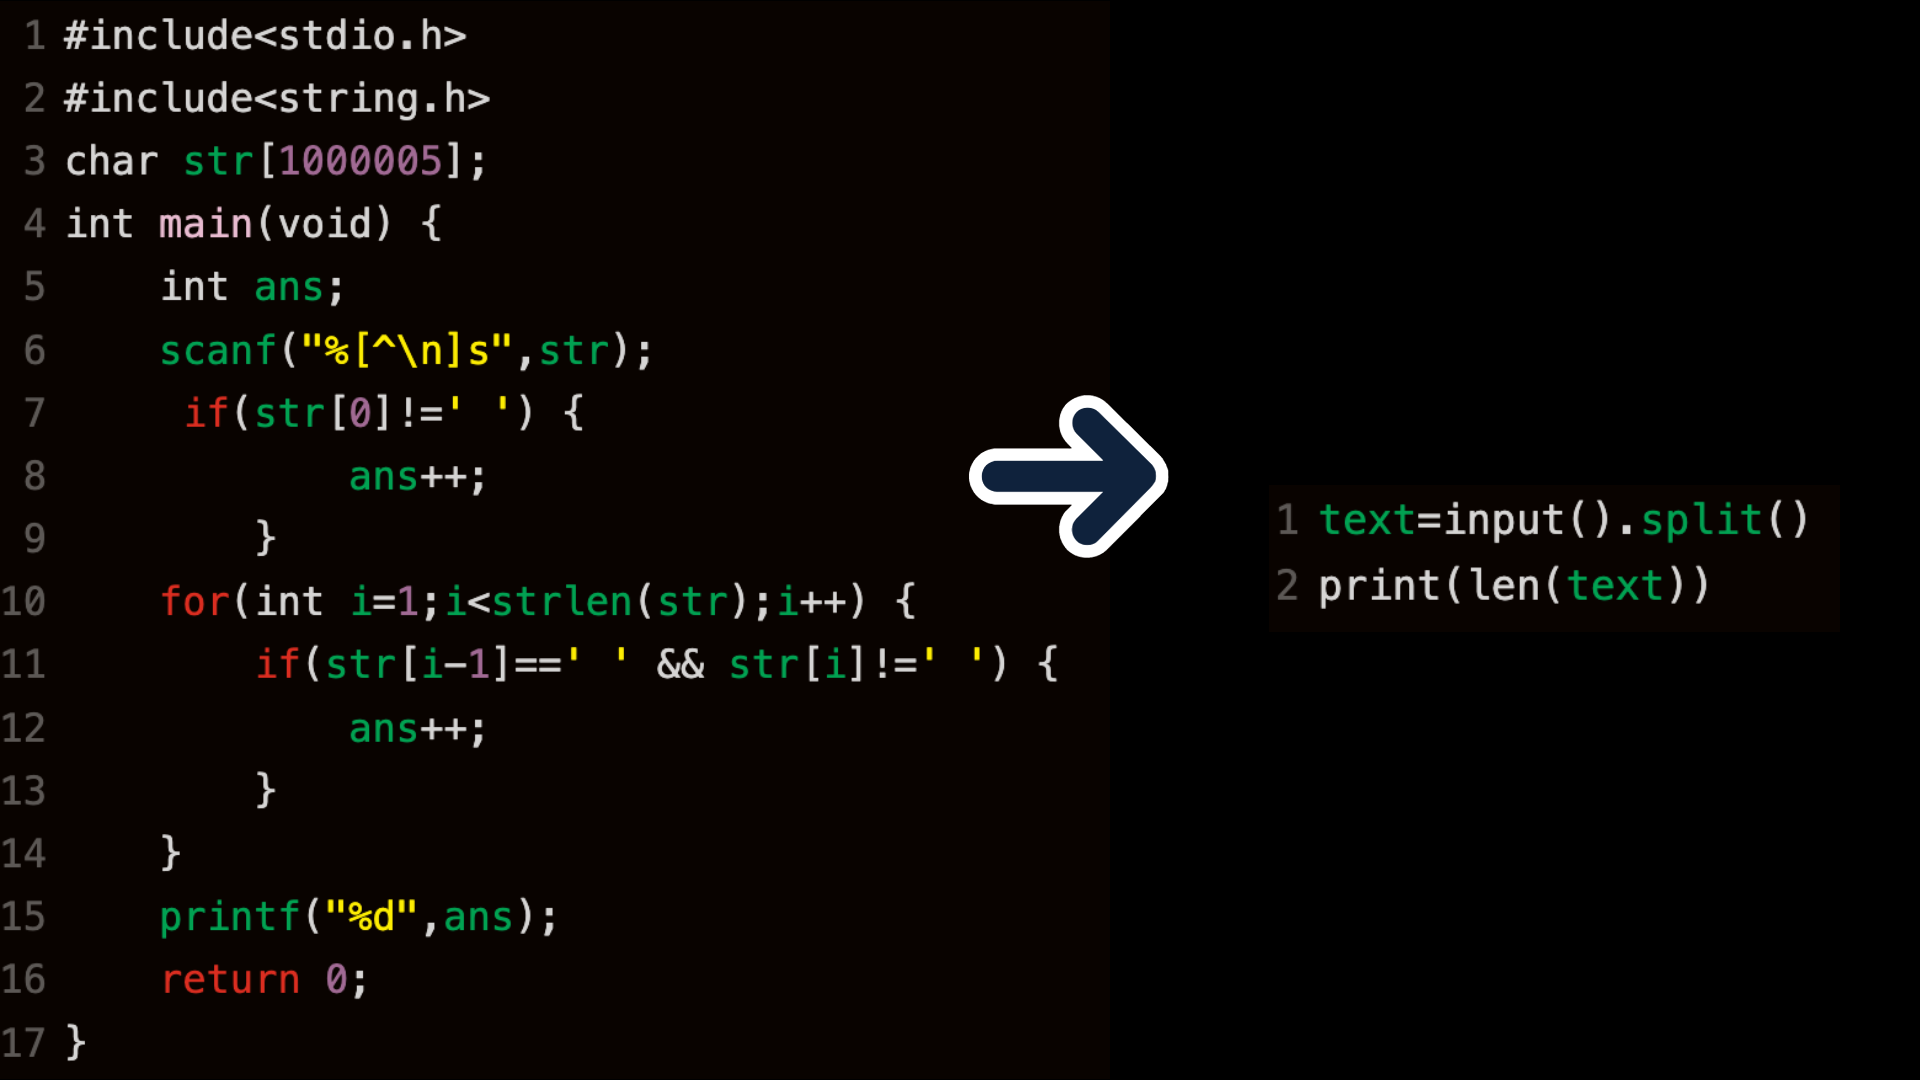 1 #include<stdio.h>
2 #include<string.h>
3 char str[1000005];
4 int main(void) {
5     int ans;
6     scanf("%[^\n]s",str);
7      if(str[0]!=' ') {
8             ans++;
9         }
10     for(int i=1;i<strlen(str);i++) {
11         if(str[i-1]==' ' && str[i]!=' ') {
12             ans++;
13         }
14     }
15     printf("%d",ans);
16     return 0;
17 }
1 text=input().split()
2 print(len(text))